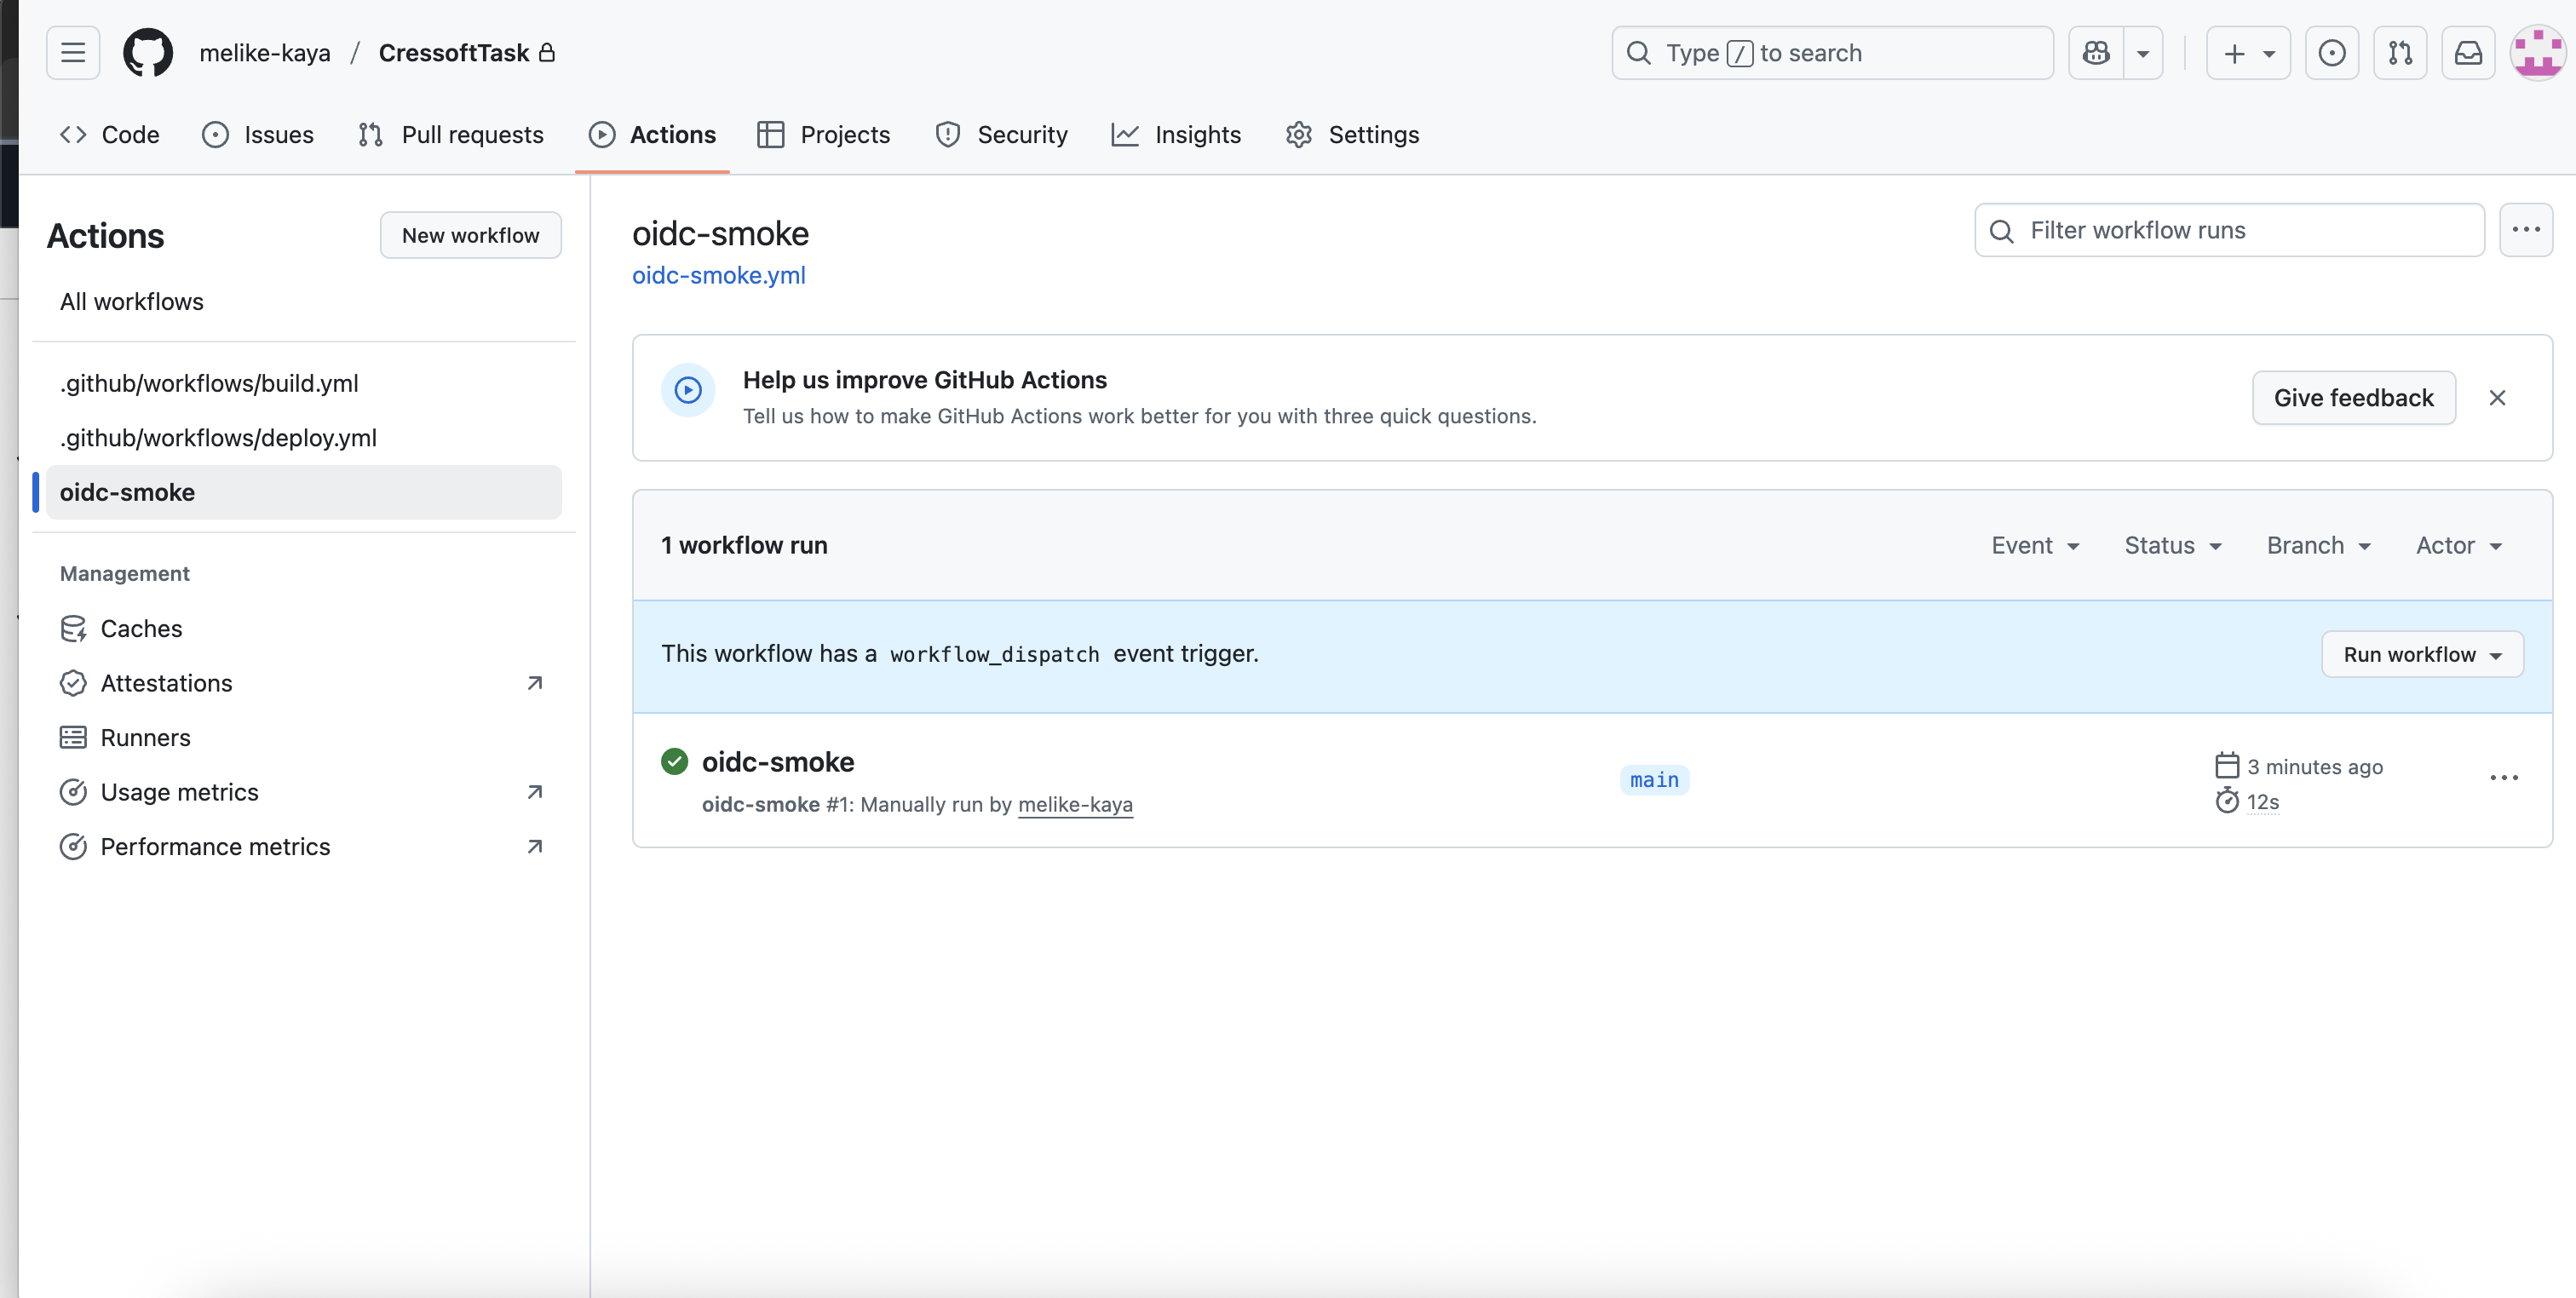 melike-kaya / CressoftTask
Type / to search
Code
Issues
Pull requests
Actions
Projects
Security
Insights
Settings
Actions
New workflow
All workflows
.github/workflows/build.yml
.github/workflows/deploy.yml
oidc-smoke
Management
Caches
Attestations
Runners
Usage metrics
Performance metrics
oidc-smoke
oidc-smoke.yml
Filter workflow runs
Help us improve GitHub Actions
Tell us how to make GitHub Actions work better for you with three quick questions.
Give feedback
1 workflow run
Event
Status
Branch
Actor
This workflow has a workflow_dispatch event trigger.
Run workflow
oidc-smoke
oidc-smoke #1: Manually run by melike-kaya
main
3 minutes ago
12s